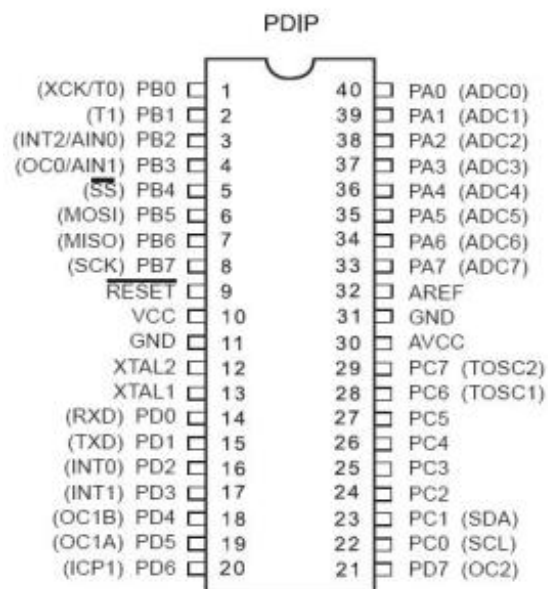 PDIP
(XCK/T0) PB0 1 40 PA0 (ADC0)
(T1) PB1 2 39 PA1 (ADC1)
(INT2/AIN0) PB2 3 38 PA2 (ADC2)
(OC0/AIN1) PB3 4 37 PA3 (ADC3)
(SS) PB4 5 36 PA4 (ADC4)
(MOSI) PB5 6 35 PA5 (ADC5)
(MISO) PB6 7 34 PA6 (ADC6)
(SCK) PB7 8 33 PA7 (ADC7)
RESET 9 32 AREF
VCC 10 31 GND
GND 11 30 AVCC
XTAL2 12 29 PC7 (TOSC2)
XTAL1 13 28 PC6 (TOSC1)
(RXD) PD0 14 27 PC5
(TXD) PD1 15 26 PC4
(INT0) PD2 16 25 PC3
(INT1) PD3 17 24 PC2
(OC1B) PD4 18 23 PC1 (SDA)
(OC1A) PD5 19 22 PC0 (SCL)
(ICP1) PD6 20 21 PD7 (OC2)